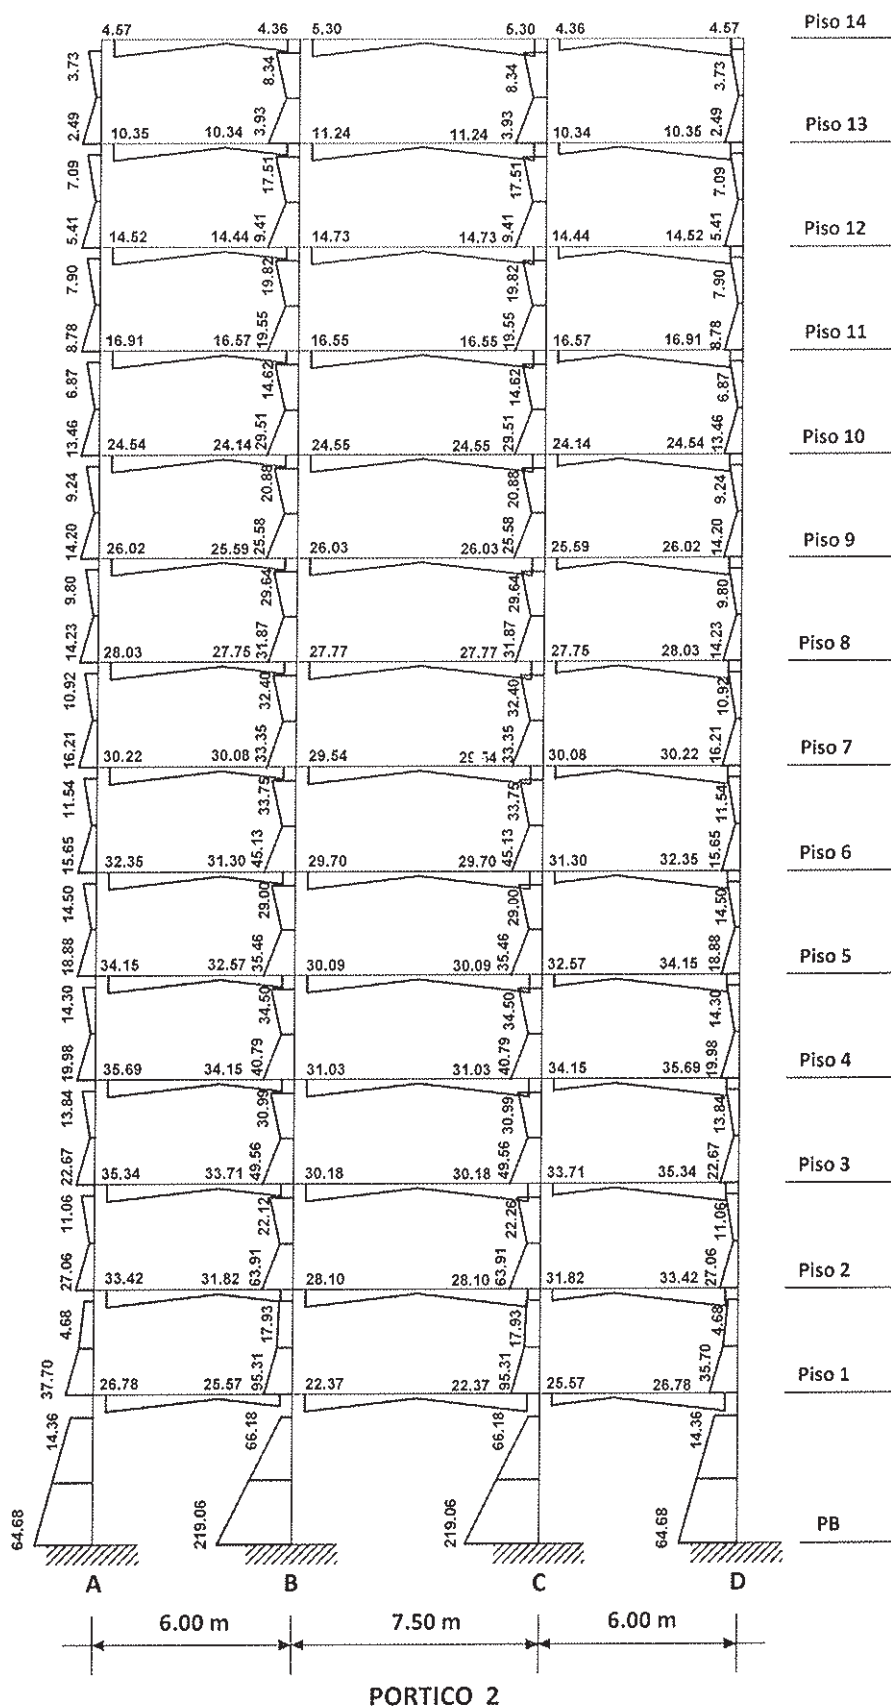 4.57 4.36 5.30 5.30 4.36 4.57 Piso 14
3.73 8.34 8.34 3.73
2.49 3.93 3.93 2.49
10.35 10.34 11.24 11.24 10.34 10.35 Piso 13
7.09 17.51 17.51 7.09
5.41 9.41 9.41 5.41
14.52 14.44 14.73 14.73 14.44 14.52 Piso 12
7.90 19.82 19.82 7.90
8.78 19.55 19.55 8.78
16.91 16.57 16.55 16.55 16.57 16.91 Piso 11
6.87 14.62 14.62 6.87
13.46 29.51 29.51 13.46
24.54 24.14 24.55 24.55 24.14 24.54 Piso 10
9.24 20.88 20.88 9.24
14.20 25.58 25.58 14.20
26.02 25.59 26.03 26.03 25.59 26.02 Piso 9
9.80 29.64 29.64 9.80
14.23 31.87 31.87 14.23
28.03 27.75 27.77 27.77 27.75 28.03 Piso 8
10.92 32.40 32.40 10.92
16.21 33.35 33.35 16.21
30.22 30.08 29.54 30.08 30.22 Piso 7
11.54 33.75 33.75 11.54
15.65 45.13 45.13 15.65
32.35 31.30 29.70 29.70 31.30 32.35 Piso 6
14.50 29.00 29.00 14.50
18.88 35.46 35.46 18.88
34.15 32.57 30.09 30.09 32.57 34.15 Piso 5
14.30 34.50 34.50 14.30
19.98 40.79 40.79 19.98
35.69 34.15 31.03 31.03 34.15 35.69 Piso 4
13.84 30.99 30.99 13.84
22.67 49.56 49.56 22.67
35.34 33.71 30.18 30.18 33.71 35.34 Piso 3
11.06 22.12 22.26 11.06
27.06 63.91 63.91 27.06
33.42 31.82 28.10 28.10 31.82 33.42 Piso 2
4.68 17.93 17.93 4.68
37.70 95.31 95.31 35.70
26.78 25.57 22.37 22.37 25.57 26.78 Piso 1
14.36 66.18 66.18 14.36
64.68 219.06 219.06 64.68 PB
A B C D
6.00 m 7.50 m 6.00 m
PORTICO 2